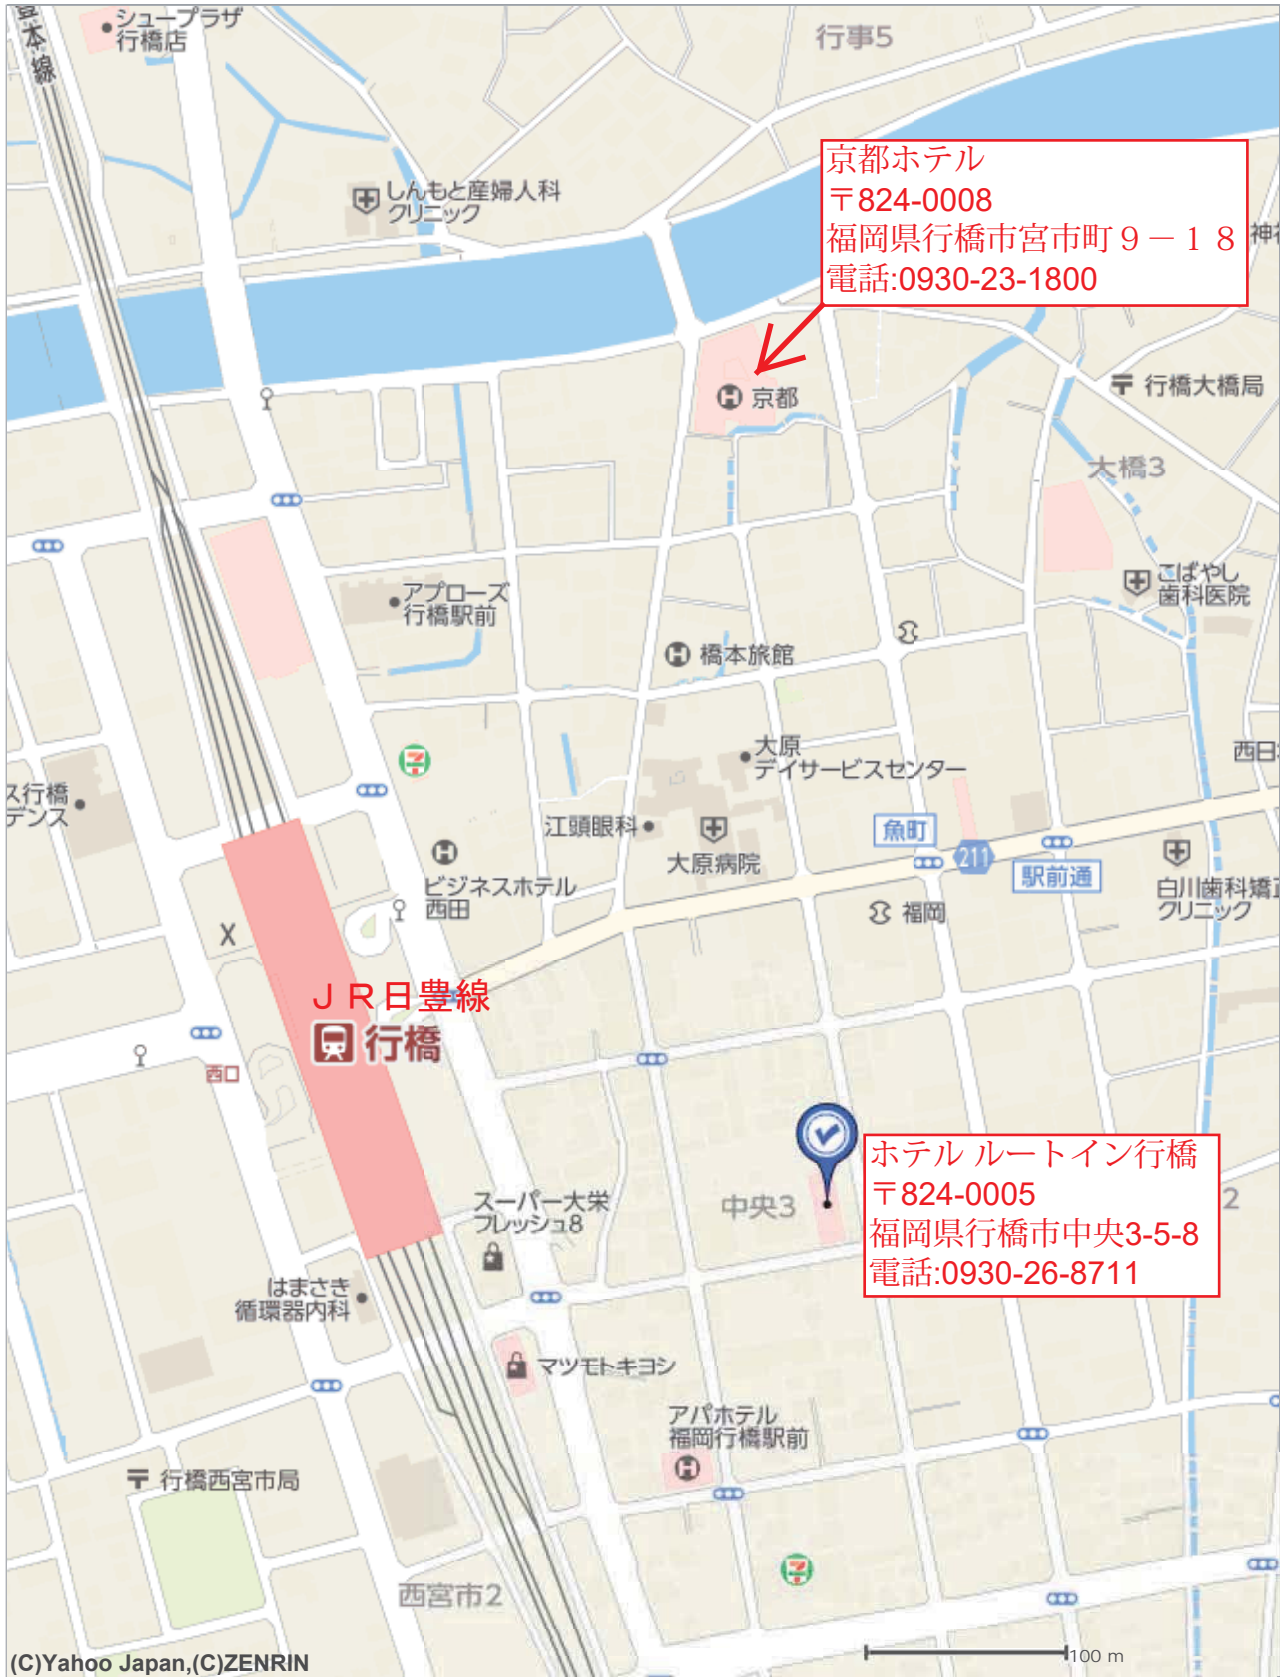 豊本線
シュープラザ
行橋店
行事5
しんもと産婦人科
クリニック
京都ホテル
〒824-0008
福岡県行橋市宮市町９－１８
電話:0930-23-1800
京都
〒 行橋大橋局
大橋3
こばやし
歯科医院
アプローズ
行橋駅前
橋本旅館
大原
デイサービスセンター
西日
ス行橋
デンス
江頭眼科
大原病院
魚町
211
駅前通
ビジネスホテル
西田
福岡
白川歯科矯正
クリニック
ＪＲ日豊線
行橋
西口
ホテル ルートイン行橋
〒824-0005
福岡県行橋市中央3-5-8
電話:0930-26-8711
中央3
2
スーパー大栄
フレッシュ8
はまさき
循環器内科
マツモトキヨシ
アパホテル
福岡行橋駅前
〒 行橋西宮市局
西宮市2
100 m
(C)Yahoo Japan,(C)ZENRIN